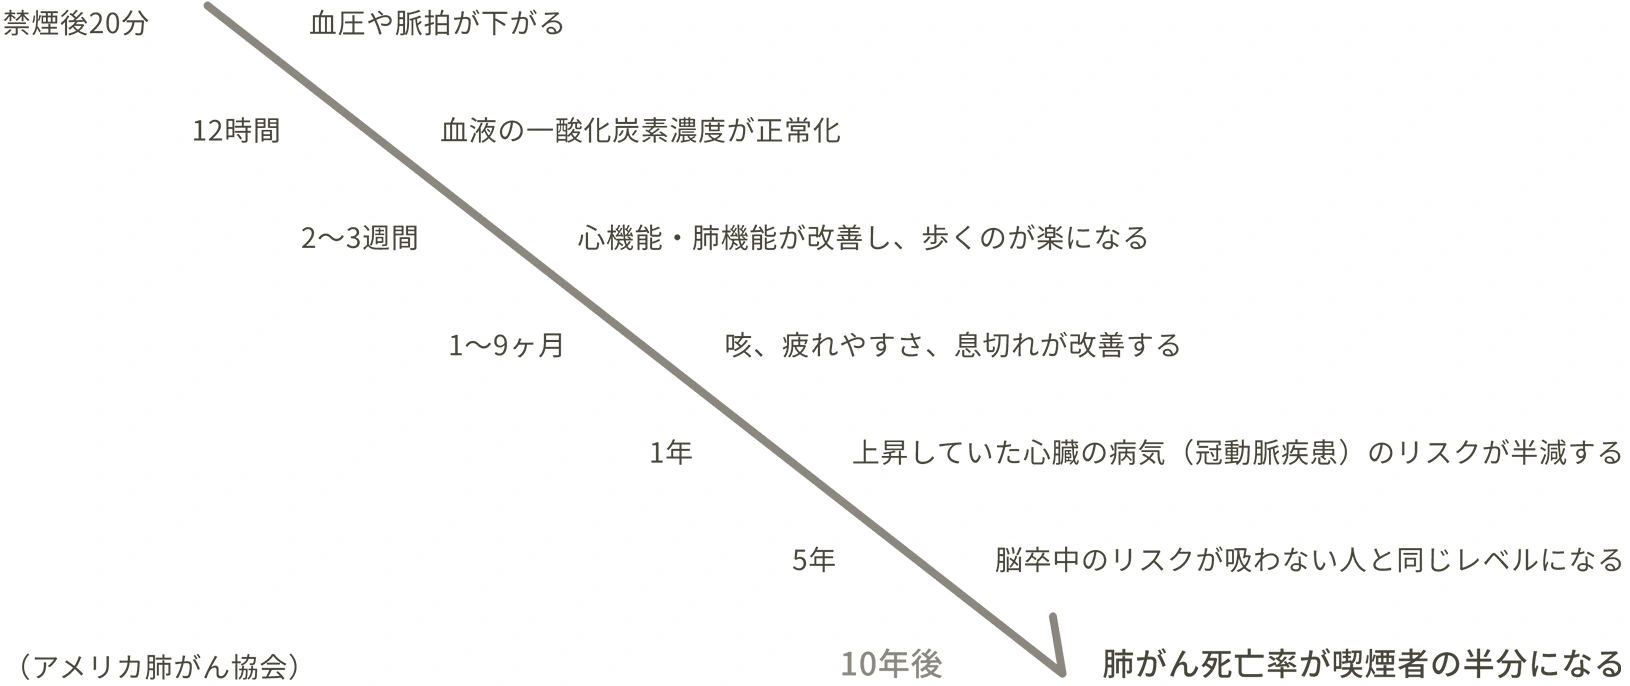 禁煙後20分 血圧や脈拍が下がる
12時間 血液の一酸化炭素濃度が正常化
2〜3週間 心機能・肺機能が改善し、歩くのが楽になる
1〜9ヶ月 咳、疲れやすさ、息切れが改善する
1年 上昇していた心臓の病気（冠動脈疾患）のリスクが半減する
5年 脳卒中のリスクが吸わない人と同じレベルになる
10年後 肺がん死亡率が喫煙者の半分になる
（アメリカ肺がん協会）